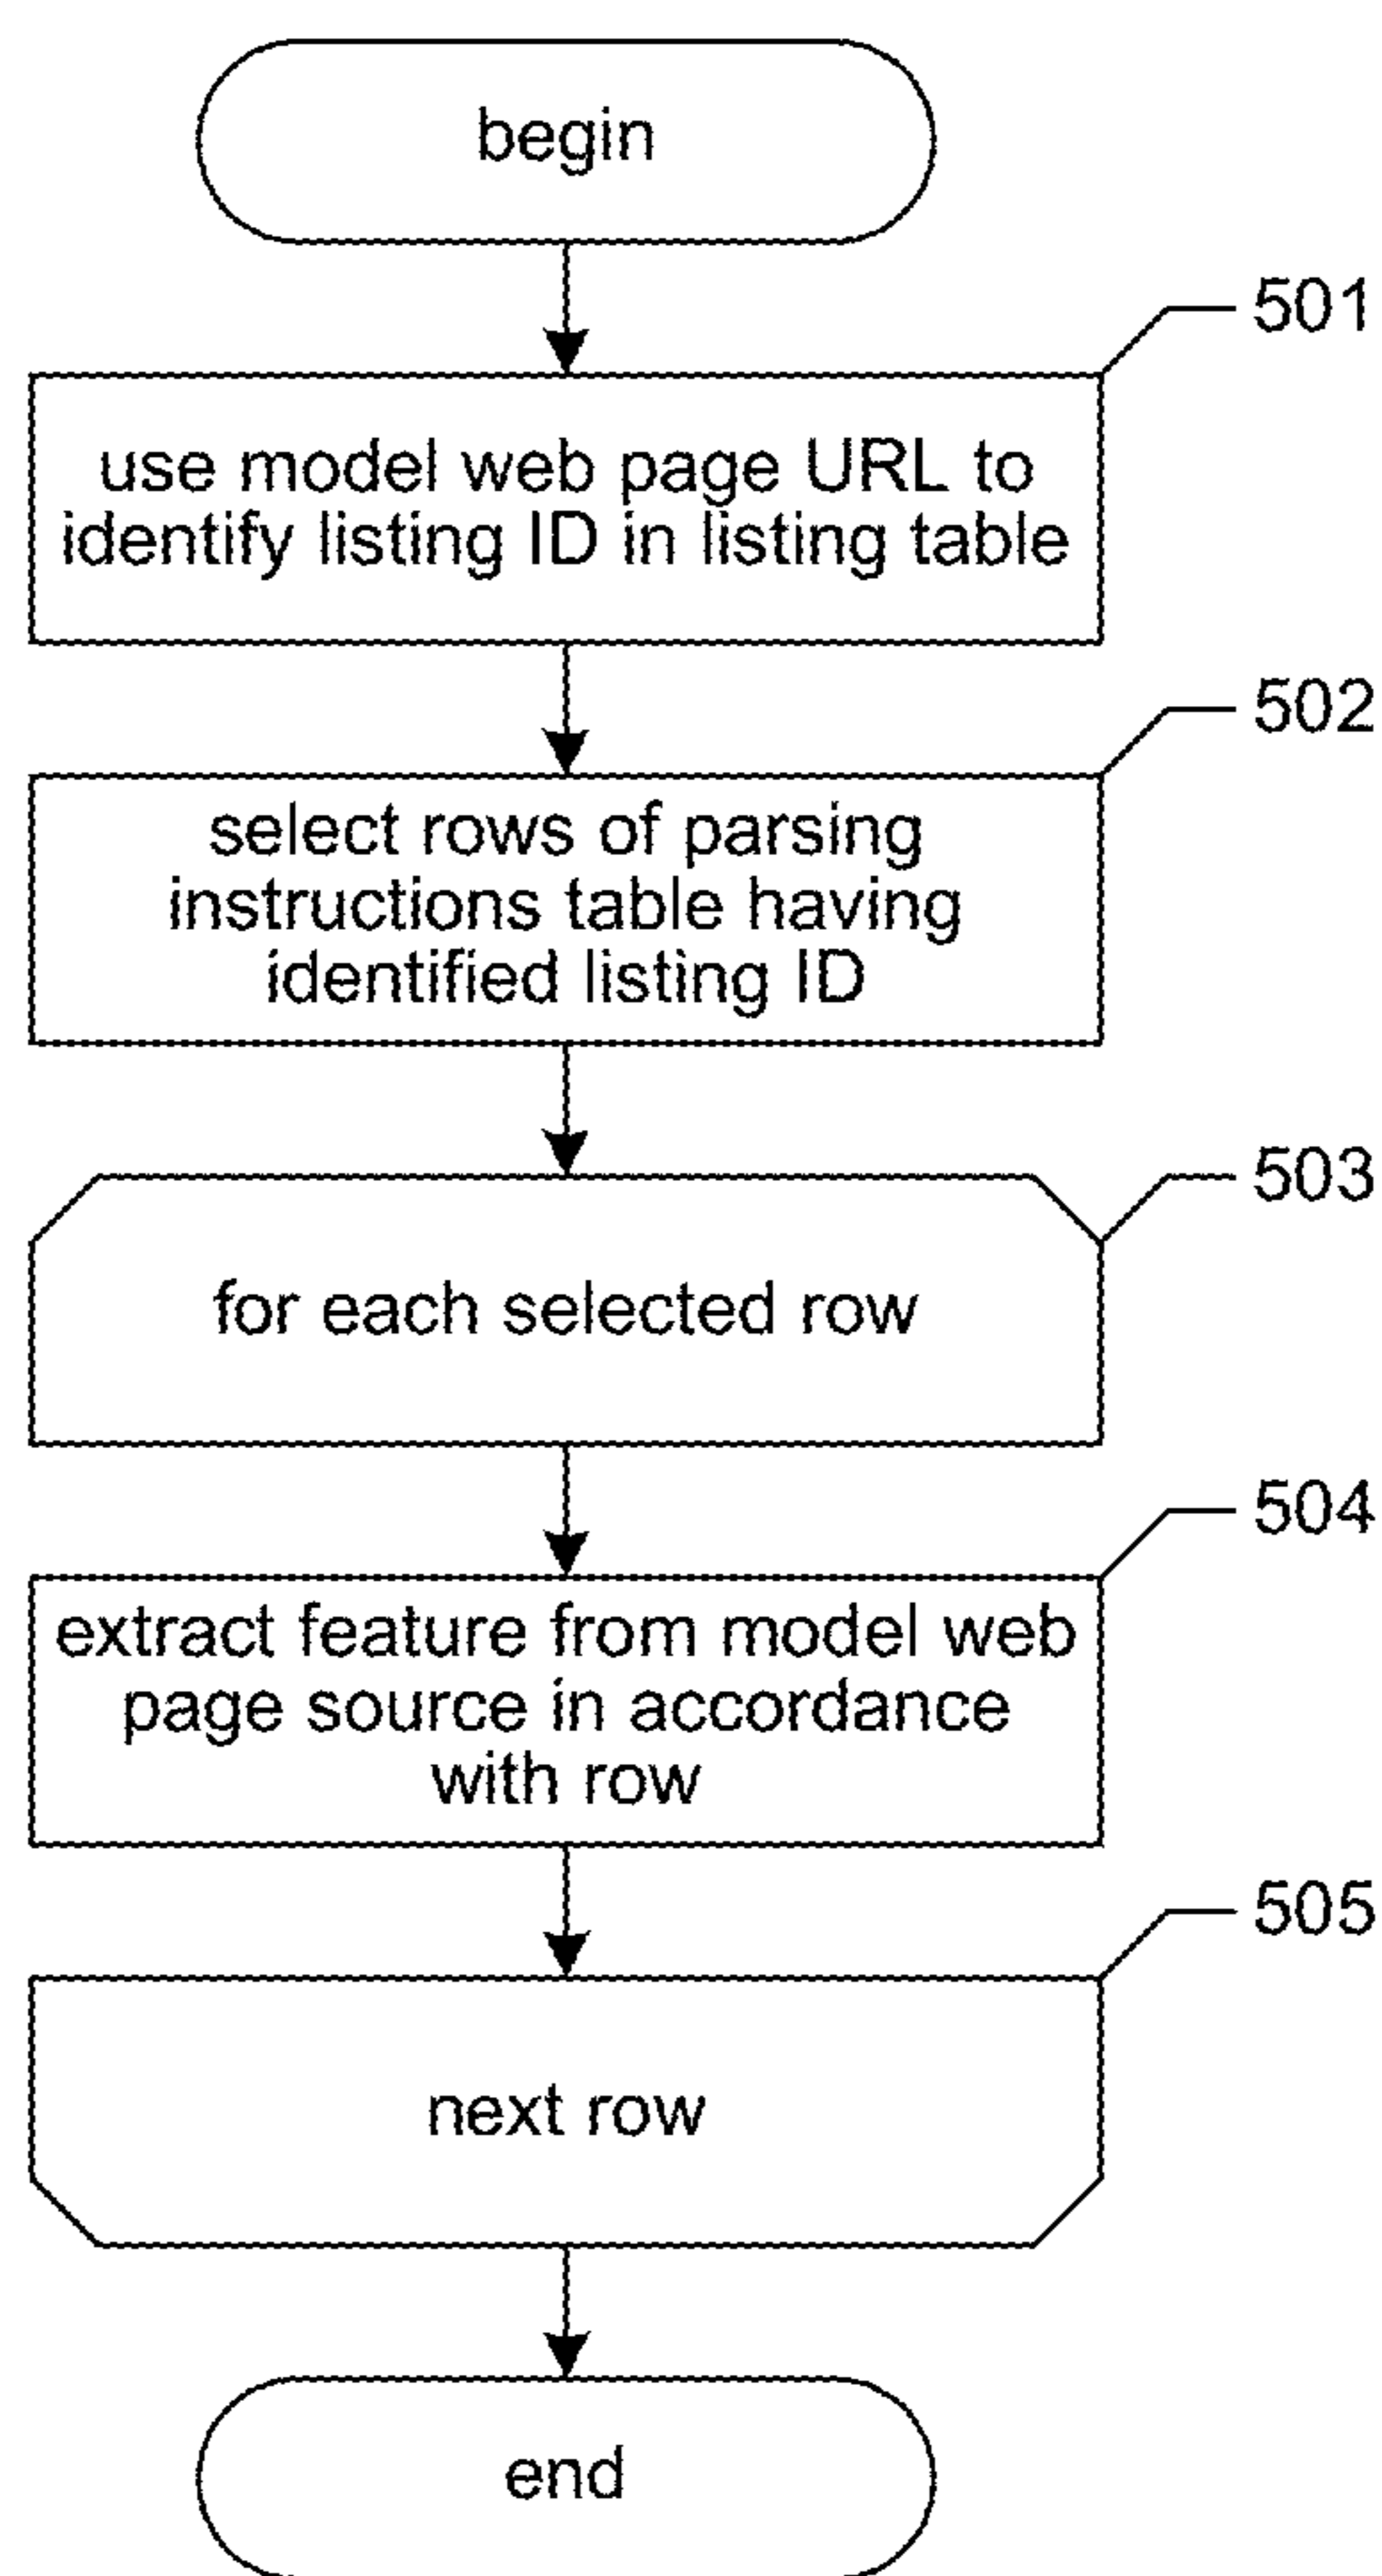 begin
501
use model web page URL to
identify listing ID in listing table
502
select rows of parsing
instructions table having
identified listing ID
503
for each selected row
504
extract feature from model web
page source in accordance
with row
505
next row
end